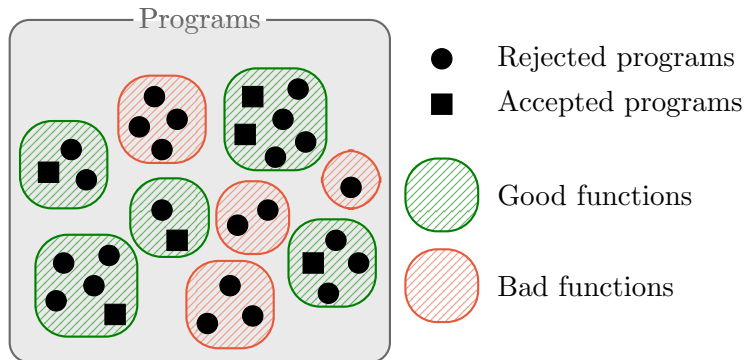 Programs
Rejected programs
Accepted programs
Good functions
Bad functions